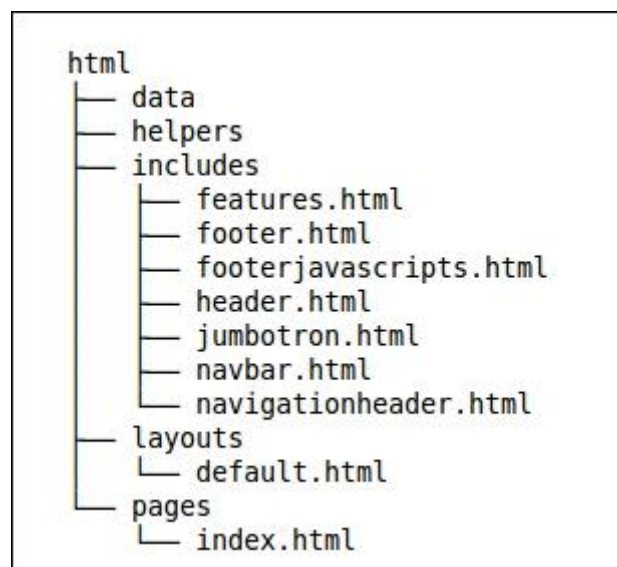 html
├── data
├── helpers
├── includes
│   ├── features.html
│   ├── footer.html
│   ├── footerjavascripts.html
│   ├── header.html
│   ├── jumbotron.html
│   ├── navbar.html
│   └── navigationheader.html
├── layouts
│   └── default.html
└── pages
    └── index.html